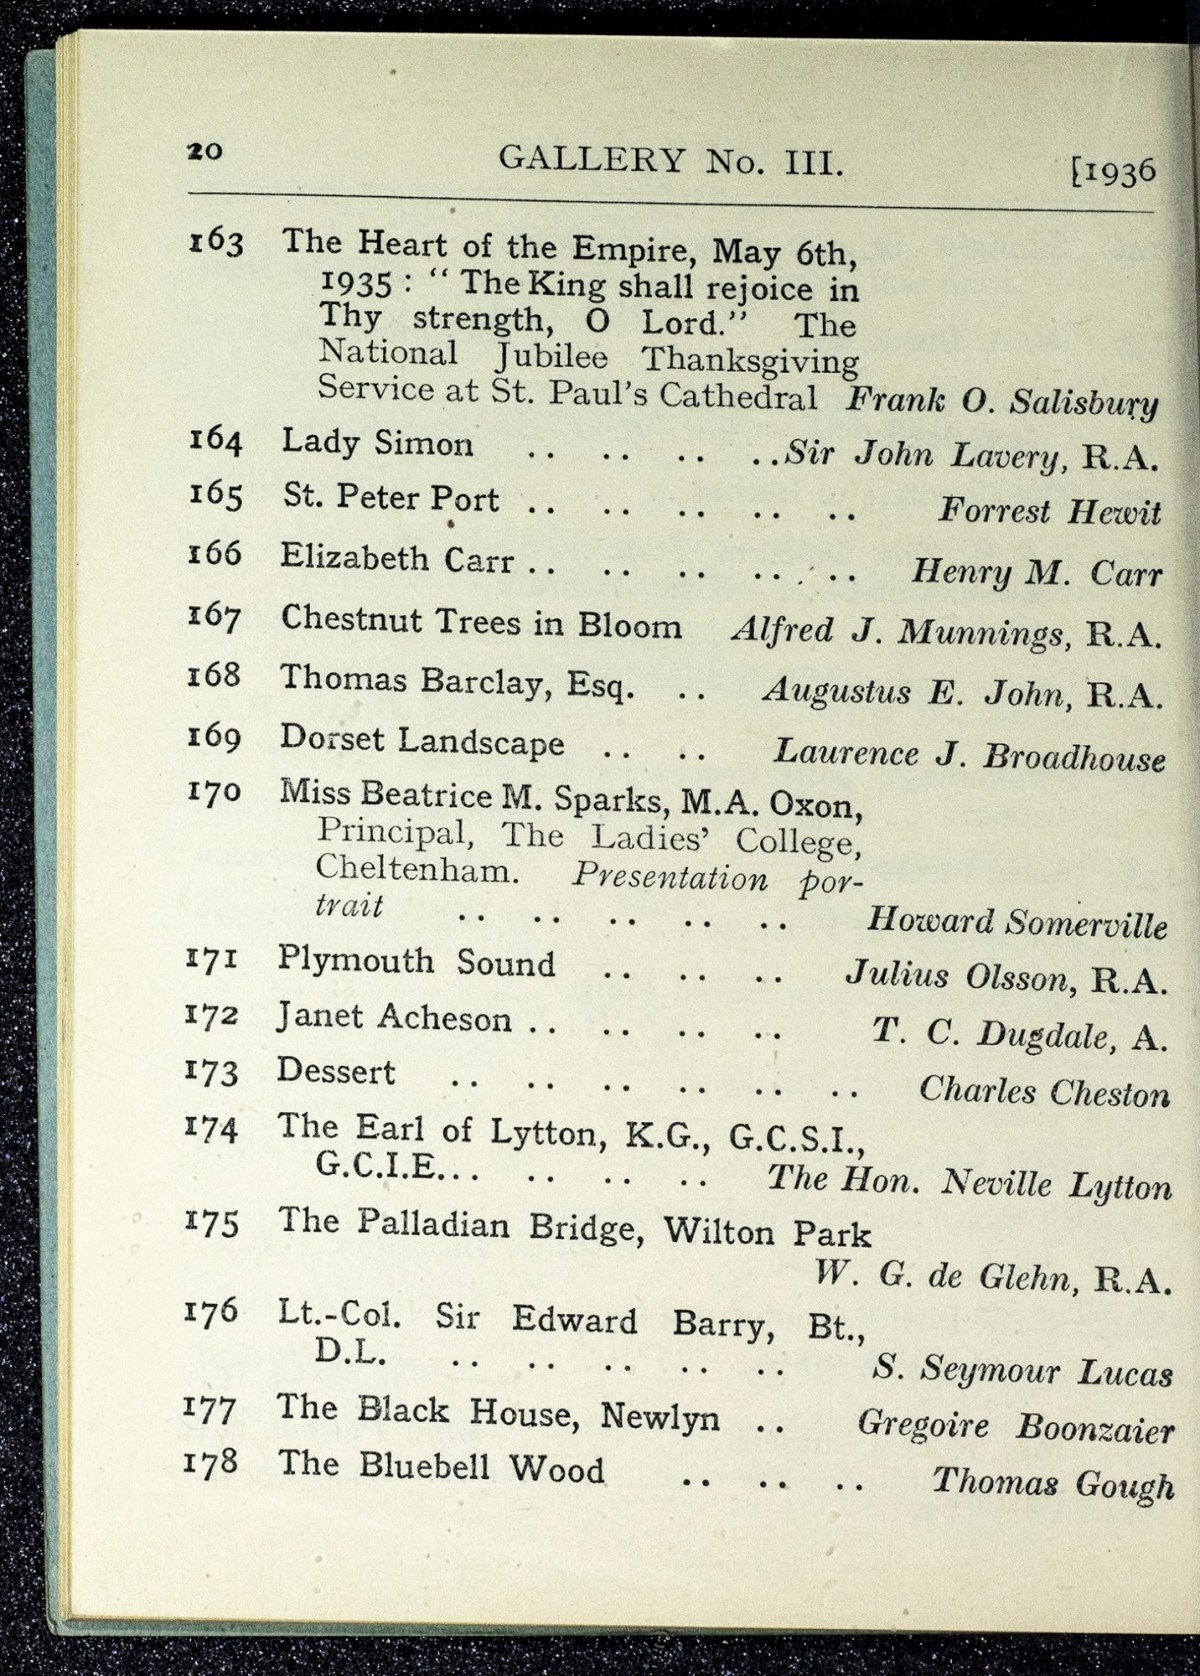 20 GALLERY No. III. [1936
163 The Heart of the Empire, May 6th,
1935 : “ The King shall rejoice in
Thy strength, O Lord.” The
National Jubilee Thanksgiving
Service at St. Paul's Cathedral Frank O. Salisbury
164 Lady Simon .. .. .. ..Sir John Lavery, R.A.
165 St. Peter Port .. .. .. .. .. Forrest Hewit
166 Elizabeth Carr .. .. .. .. .. Henry M. Carr
167 Chestnut Trees in Bloom Alfred J. Munnings, R.A.
168 Thomas Barclay, Esq. .. Augustus E. John, R.A.
169 Dorset Landscape .. .. Laurence J. Broadhouse
170 Miss Beatrice M. Sparks, M.A. Oxon,
Principal, The Ladies’ College,
Cheltenham. Presentation por-
trait .. .. .. .. .. Howard Somerville
171 Plymouth Sound .. .. .. Julius Olsson, R.A.
172 Janet Acheson .. .. .. .. T. C. Dugdale, A.
173 Dessert .. .. .. .. .. .. Charles Cheston
174 The Earl of Lytton, K.G., G.C.S.I.,
G.C.I.E... .. .. .. The Hon. Neville Lytton
175 The Palladian Bridge, Wilton Park
W. G. de Glehn, R.A.
176 Lt.-Col. Sir Edward Barry, Bt.,
D.L. .. .. .. .. .. S. Seymour Lucas
177 The Black House, Newlyn .. Gregoire Boonzaier
178 The Bluebell Wood .. .. .. Thomas Gough